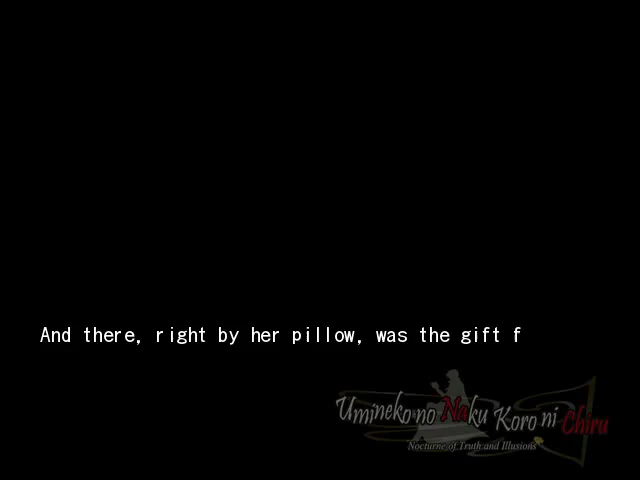 And there, right by her pillow, was the gift f
Umineko no Naku Koro ni Chiru
Nocturne of Truth and Illusions